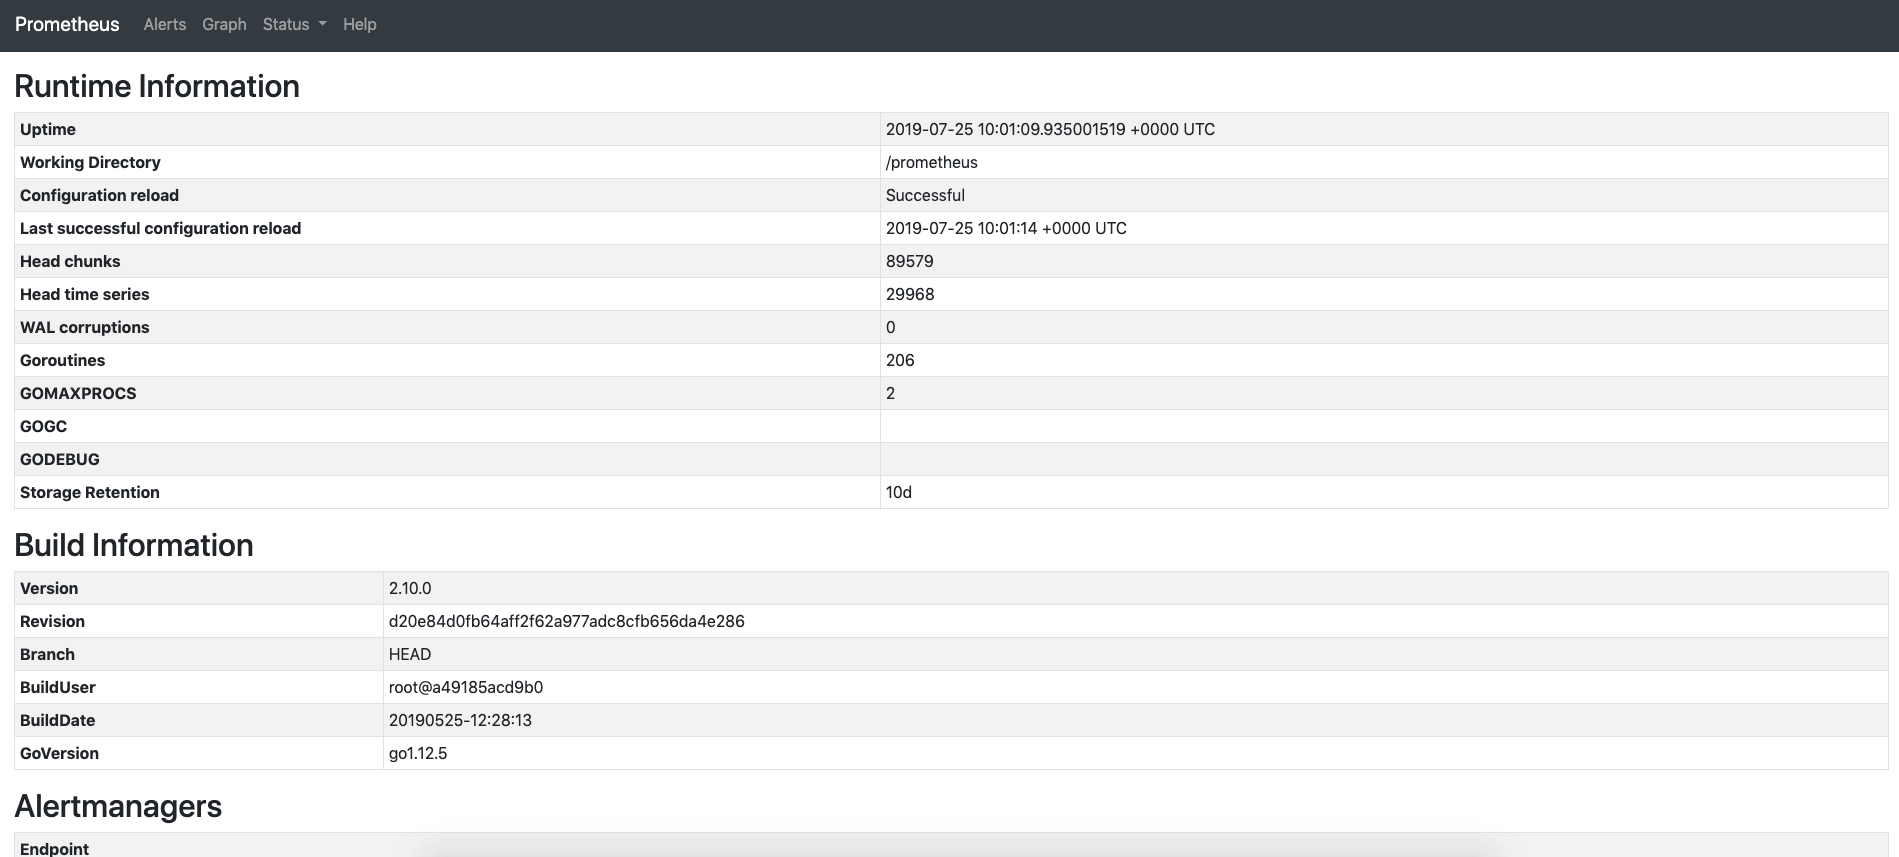 Prometheus Alerts Graph Status Help
Runtime Information
Uptime 2019-07-25 10:01:09.935001519 +0000 UTC
Working Directory /prometheus
Configuration reload Successful
Last successful configuration reload 2019-07-25 10:01:14 +0000 UTC
Head chunks 89579
Head time series 29968
WAL corruptions 0
Goroutines 206
GOMAXPROCS 2
GOGC
GODEBUG
Storage Retention 10d
Build Information
Version 2.10.0
Revision d20e84d0fb64aff2f62a977adc8cfb656da4e286
Branch HEAD
BuildUser root@a49185acd9b0
BuildDate 20190525-12:28:13
GoVersion go1.12.5
Alertmanagers
Endpoint